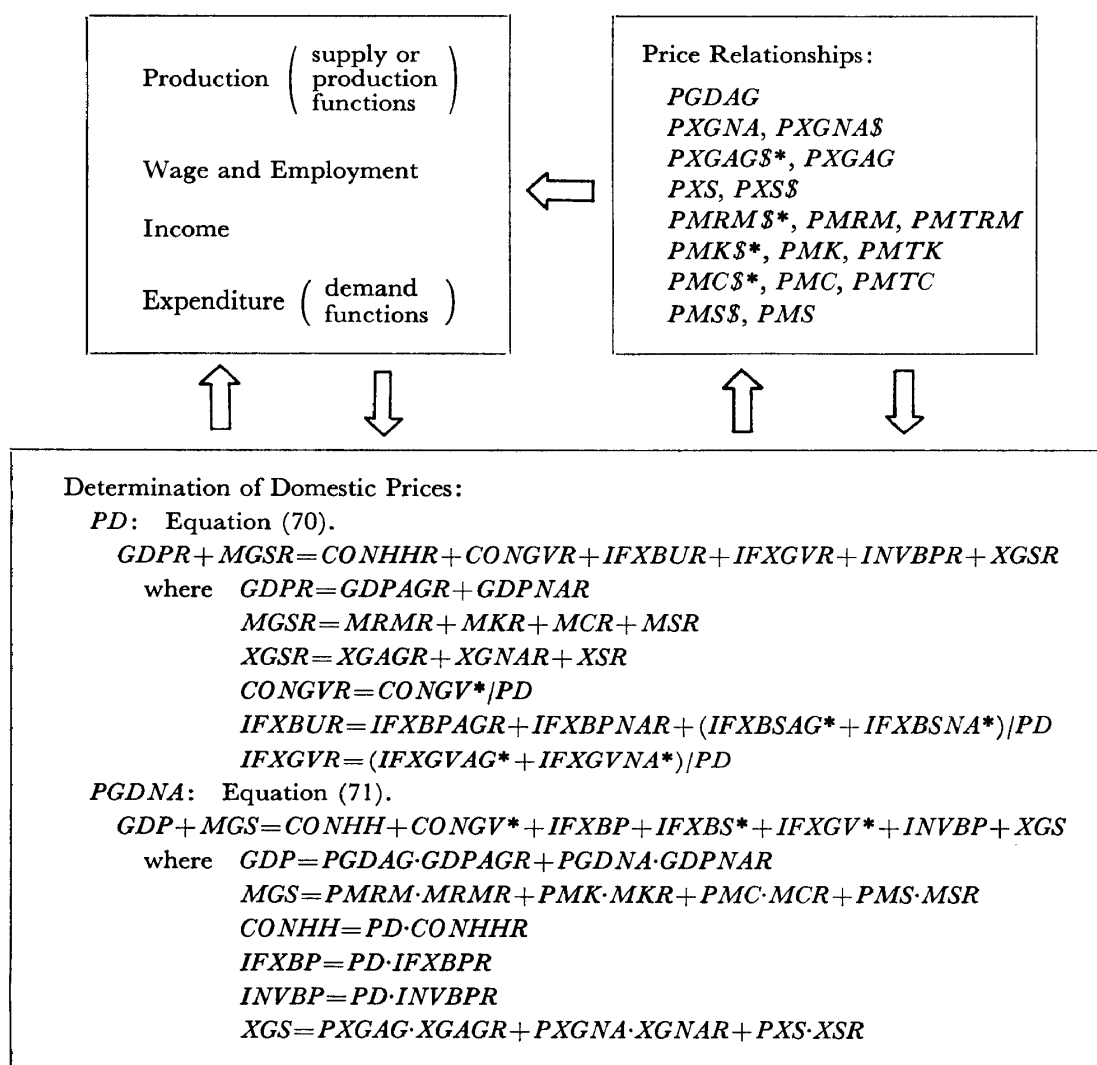 Production ( supply or production functions )
Wage and Employment
Income
Expenditure ( demand functions )
Price Relationships:
PGDAG
PXGNA, PXGNA$
PXGAG$*, PXGAG
PXS, PXS$
PMRM$*, PMRM, PMTRM
PMK$*, PMK, PMTK
PMC$*, PMC, PMTC
PMS$, PMS
Determination of Domestic Prices:
PD: Equation (70).
GDPR+MGSR=CONHHR+CONGVR+IFXBUR+IFXGVR+INVBPR+XGSR
where GDPR=GDPAGR+GDPNAR
MGSR=MRMR+MKR+MCR+MSR
XGSR=XGAGR+XGNAR+XSR
CONGVR=CONGV*/PD
IFXBUR=IFXBPAGR+IFXBPNAR+(IFXBSAG*+IFXBSNA*)/PD
IFXGVR=(IFXGVAG*+IFXGVNA*)/PD
PGDNA: Equation (71).
GDP+MGS=CONHH+CONGV*+IFXBP+IFXBS*+IFXGV*+INVBP+XGS
where GDP=PGDAG·GDPAGR+PGDNA·GDPNAR
MGS=PMRM·MRMR+PMK·MKR+PMC·MCR+PMS·MSR
CONHH=PD·CONHHR
IFXBP=PD·IFXBPR
INVBP=PD·INVBPR
XGS=PXGAG·XGAGR+PXGNA·XGNAR+PXS·XSR